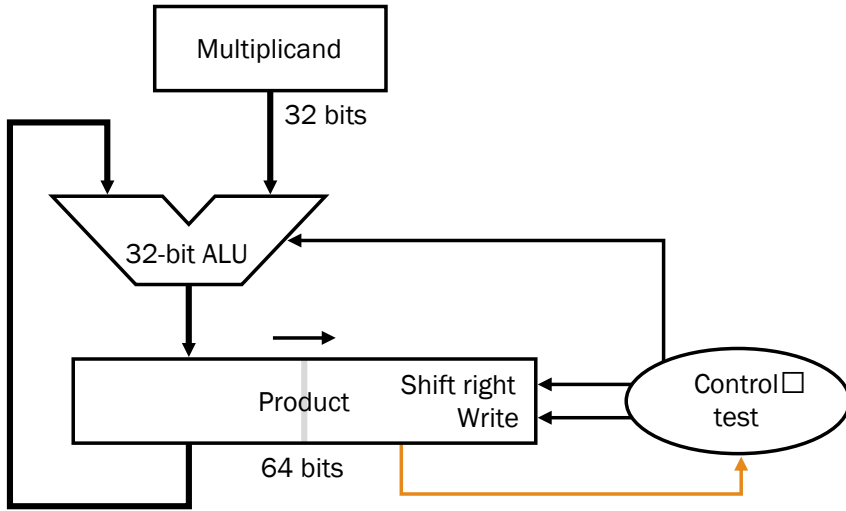 Multiplicand
32 bits
32-bit ALU
Product
Shift right
Write
Control□
test
64 bits